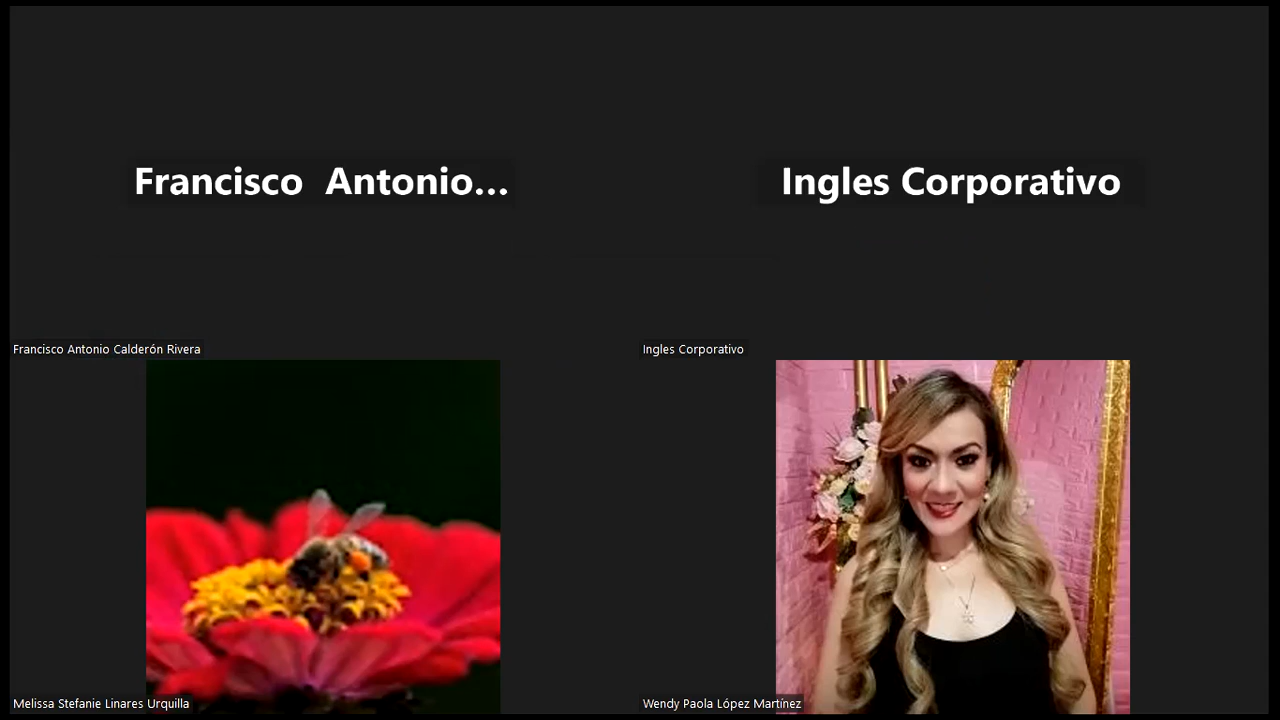 Francisco  Antonio...
Ingles Corporativo
Francisco Antonio Calderón Rivera
Ingles Corporativo
Melissa Stefanie Linares Urquilla
Wendy Paola López Martínez